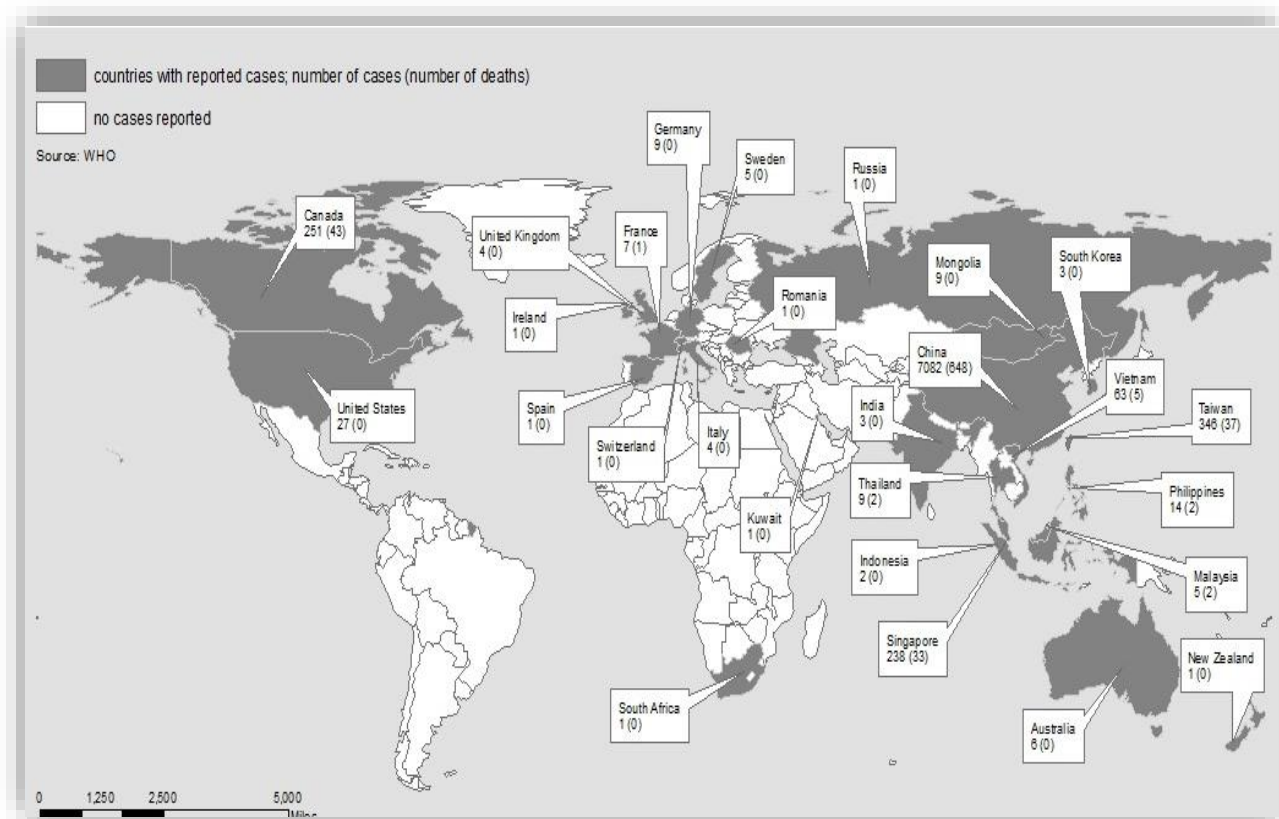 countries with reported cases; number of cases (number of deaths)
no cases reported
Source: WHO
Germany
9 (0)
Sweden
5 (0)
Russia
1 (0)
Canada
251 (43)
United Kingdom
4 (0)
France
7 (1)
Mongolia
9 (0)
South Korea
3 (0)
Ireland
1 (0)
Romania
1 (0)
China
7082 (648)
Vietnam
63 (5)
United States
27 (0)
Spain
1 (0)
India
3 (0)
Taiwan
346 (37)
Switzerland
1 (0)
Italy
4 (0)
Thailand
9 (2)
Philippines
14 (2)
Kuwait
1 (0)
Indonesia
2 (0)
Malaysia
5 (2)
Singapore
238 (33)
New Zealand
1 (0)
South Africa
1 (0)
Australia
6 (0)
0 1,250 2,500 5,000
Miles